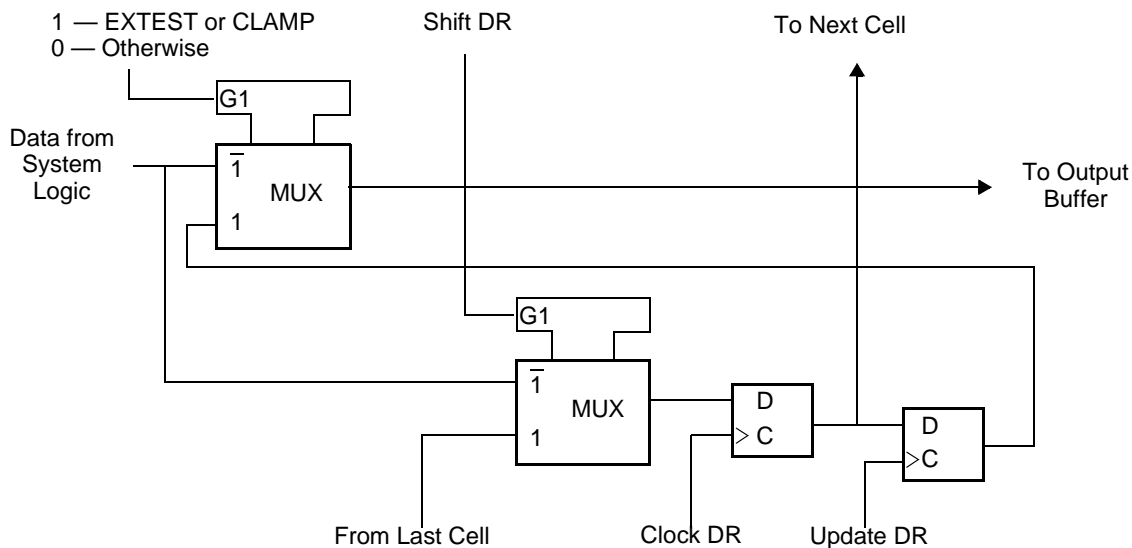 1 — EXTEST or CLAMP
0 — Otherwise
Shift DR
To Next Cell
G1
Data from
System
Logic
1̅
MUX
1
To Output
Buffer
G1
1̅
MUX
1
D
C
D
C
From Last Cell
Clock DR
Update DR